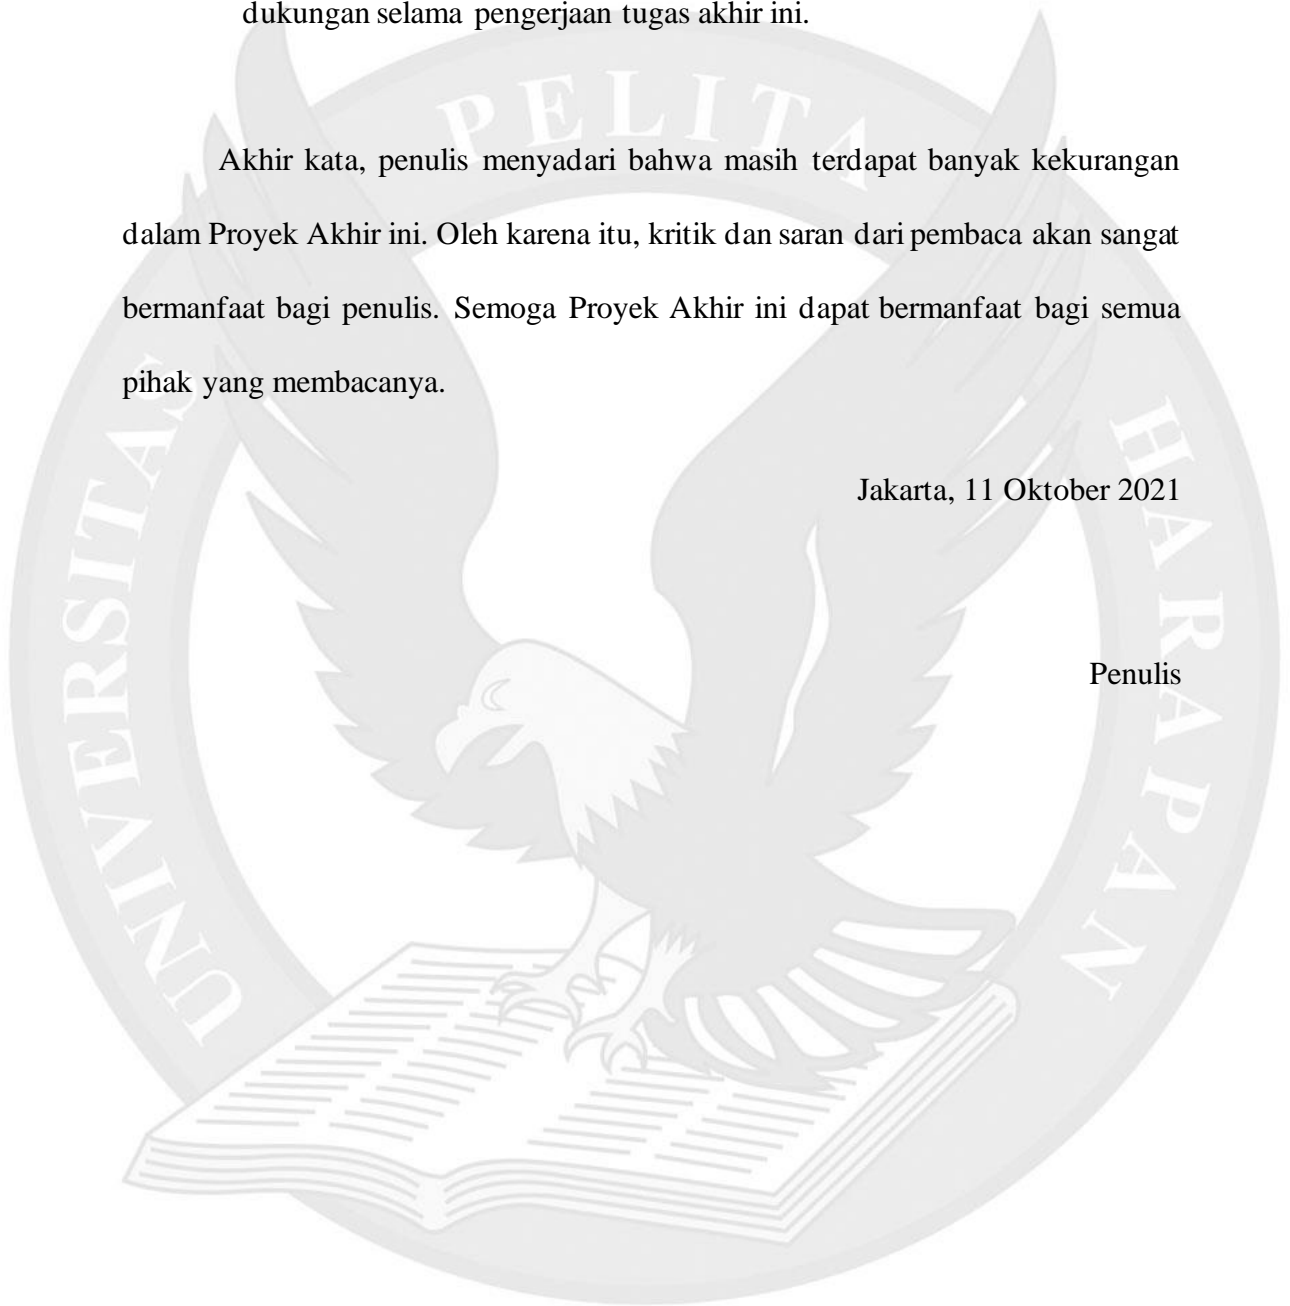 dukungan selama pengerjaan tugas akhir ini.
PELITA
Akhir kata, penulis menyadari bahwa masih terdapat banyak kekurangan
dalam Proyek Akhir ini. Oleh karena itu, kritik dan saran dari pembaca akan sangat
bermanfaat bagi penulis. Semoga Proyek Akhir ini dapat bermanfaat bagi semua
pihak yang membacanya.
Jakarta, 11 Oktober 2021
Penulis
UNIVERSITAS
HARAPAN